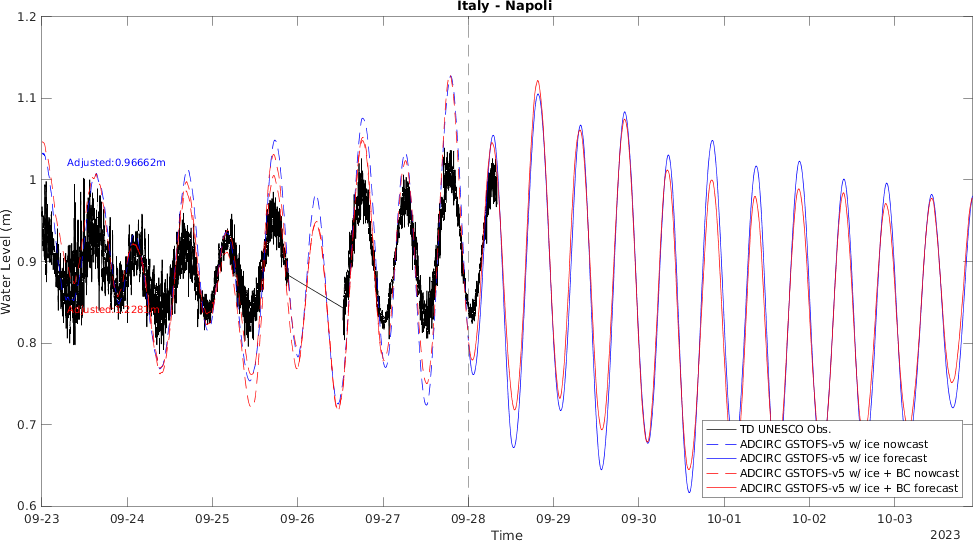 Italy - Napoli
1.2
1.1
1
0.9
0.8
0.7
0.6
Water Level (m)
Adjusted:0.96662m
TD UNESCO Obs.
ADCIRC GSTOFS-v5 w/ ice nowcast
ADCIRC GSTOFS-v5 w/ ice forecast
ADCIRC GSTOFS-v5 w/ ice + BC nowcast
ADCIRC GSTOFS-v5 w/ ice + BC forecast
09-23 09-24 09-25 09-26 09-27 09-28 09-29 09-30 10-01 10-02 10-03
Time
2023